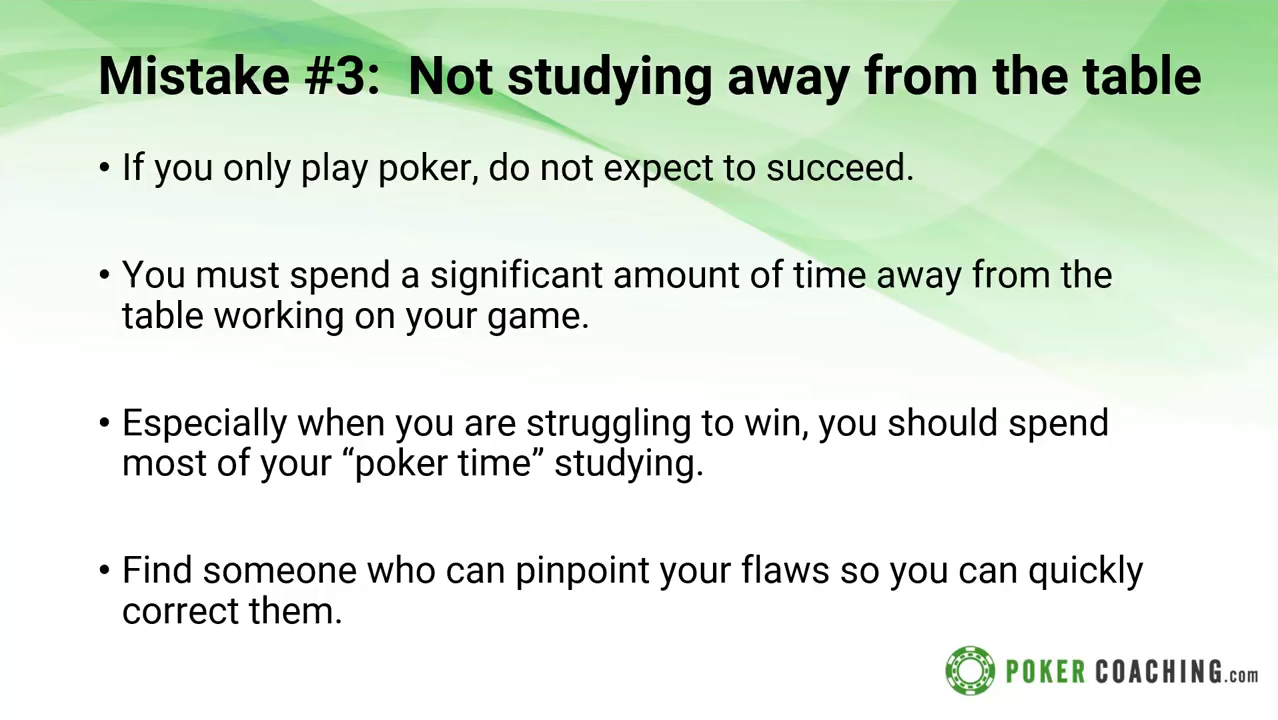 Mistake #3: Not studying away from the table
• If you only play poker, do not expect to succeed.
• You must spend a significant amount of time away from the
table working on your game.
• Especially when you are struggling to win, you should spend
most of your “poker time” studying.
• Find someone who can pinpoint your flaws so you can quickly
correct them.
POKER COACHING.com